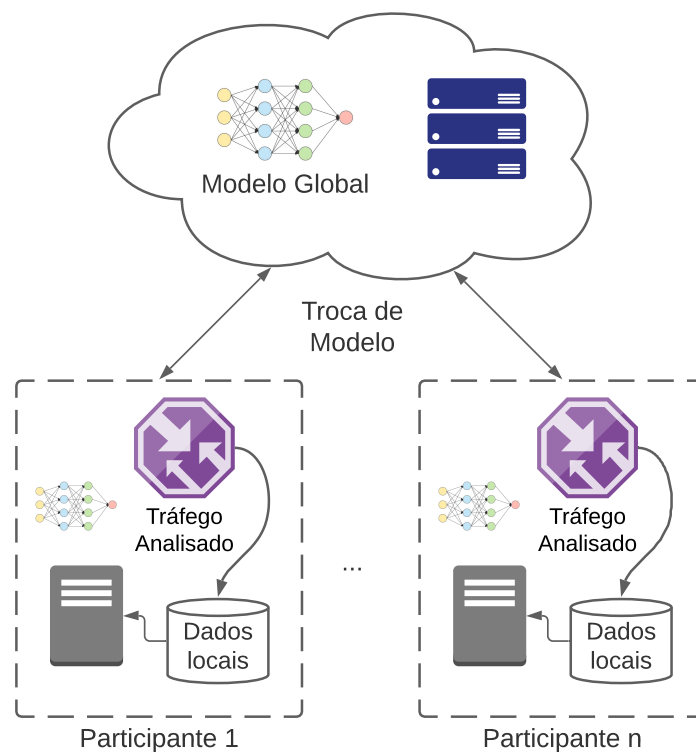 Modelo Global
Troca de
Modelo
Tráfego
Analisado
Dados
locais
Participante 1
...
Tráfego
Analisado
Dados
locais
Participante n